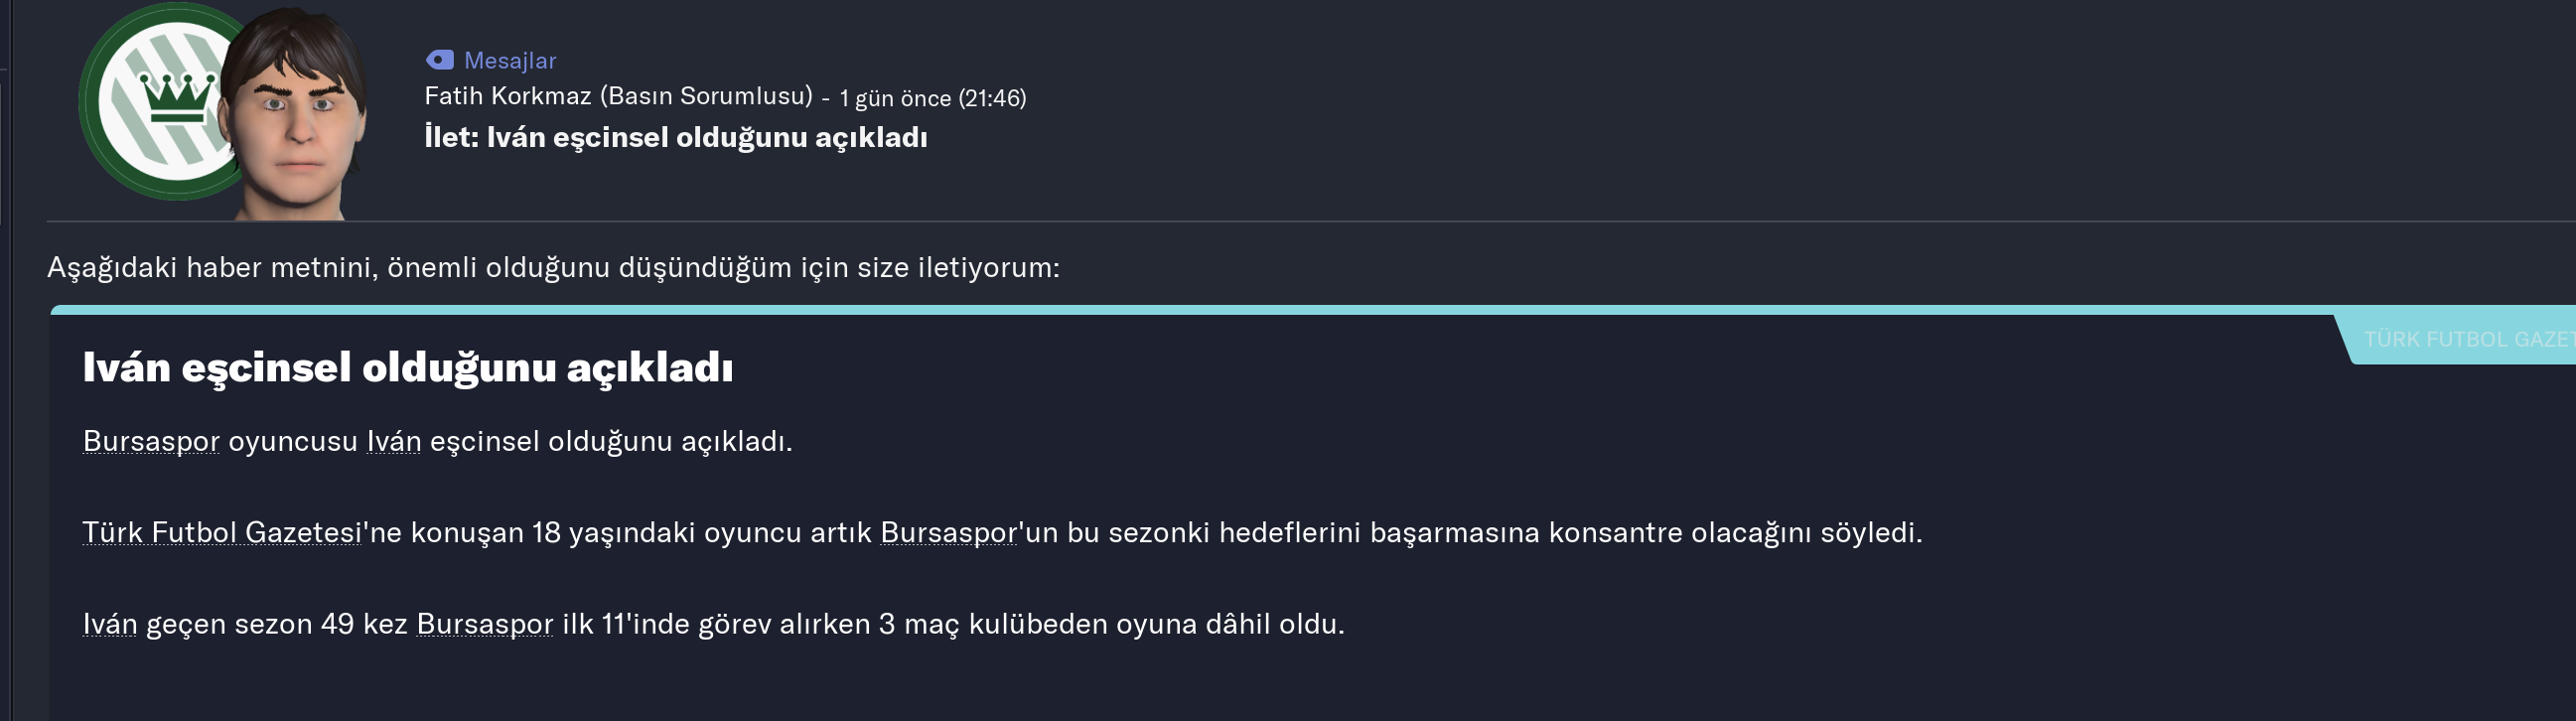 Mesajlar
Fatih Korkmaz (Basın Sorumlusu) - 1 gün önce (21:46)
İlet: Iván eşcinsel olduğunu açıkladı
Aşağıdaki haber metnini, önemli olduğunu düşündüğüm için size iletiyorum:
TÜRK FUTBOL GAZET
Iván eşcinsel olduğunu açıkladı
Bursaspor oyuncusu Iván eşcinsel olduğunu açıkladı.
Türk Futbol Gazetesi'ne konuşan 18 yaşındaki oyuncu artık Bursaspor'un bu sezonki hedeflerini başarmasına konsantre olacağını söyledi.
Iván geçen sezon 49 kez Bursaspor ilk 11'inde görev alırken 3 maç kulübeden oyuna dâhil oldu.